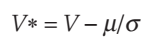 V* = V − μ/σ